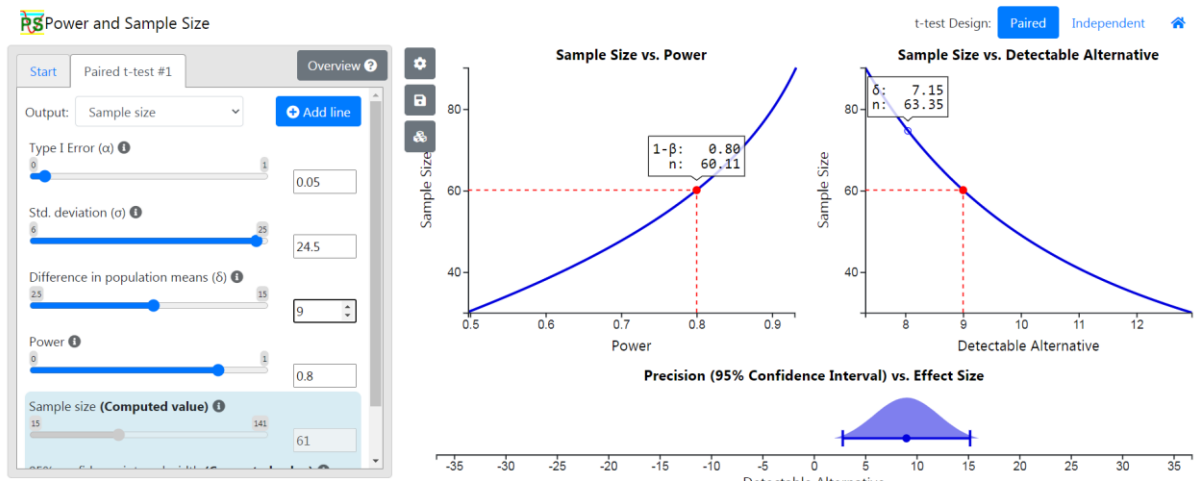 PS Power and Sample Size
t-test Design: Paired Independent
Start Paired t-test #1 Overview ?
Output: Sample size + Add line
Type I Error (α) i
0 1
0.05
Std. deviation (σ) i
6 25
24.5
Difference in population means (δ) i
2.5 15
9
Power i
0 1
0.8
Sample size (Computed value) i
15 141
61
Sample Size vs. Power
80
60
40
Sample Size
1-β: 0.80
n: 60.11
0.5 0.6 0.7 0.8 0.9
Power
Sample Size vs. Detectable Alternative
δ: 7.15
n: 63.35
80
60
40
Sample Size
8 9 10 11 12
Detectable Alternative
Precision (95% Confidence Interval) vs. Effect Size
-35 -30 -25 -20 -15 -10 -5 0 5 10 15 20 25 30 35
Detectable Alternative